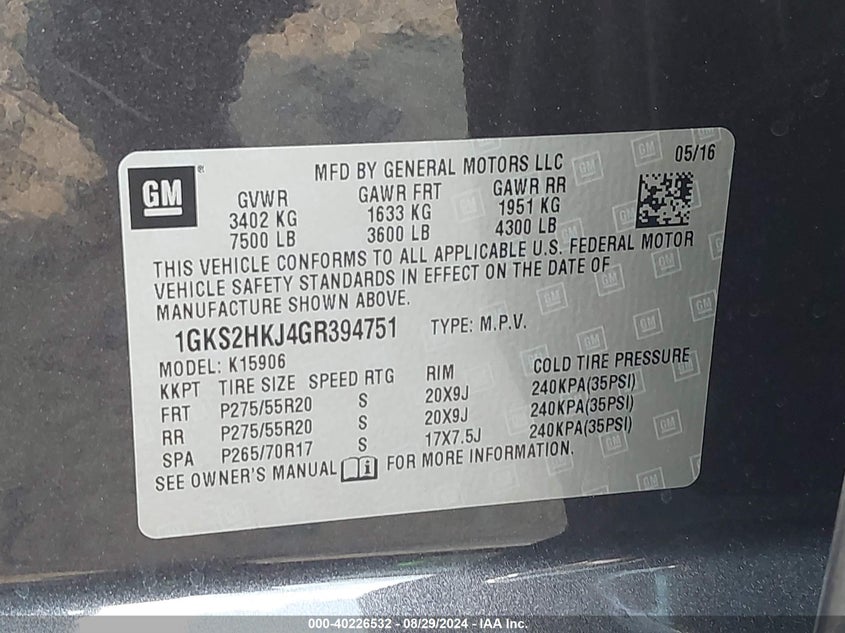 GM
®
MFD BY GENERAL MOTORS LLC
05/16
GVWR GAWR FRT GAWR RR
3402 KG 1633 KG 1951 KG
7500 LB 3600 LB 4300 LB
THIS VEHICLE CONFORMS TO ALL APPLICABLE U.S. FEDERAL MOTOR
VEHICLE SAFETY STANDARDS IN EFFECT ON THE DATE OF
MANUFACTURE SHOWN ABOVE.
1GKS2HKJ4GR394751 TYPE: M.P.V.
MODEL: K15906
KKPT TIRE SIZE SPEED RTG RIM COLD TIRE PRESSURE
FRT P275/55R20 S 20X9J 240KPA(35PSI)
RR P275/55R20 S 20X9J 240KPA(35PSI)
SPA P265/70R17 S 17X7.5J 240KPA(35PSI)
SEE OWNER'S MANUAL FOR MORE INFORMATION.
000-40226532 - 08/29/2024 - IAA Inc.